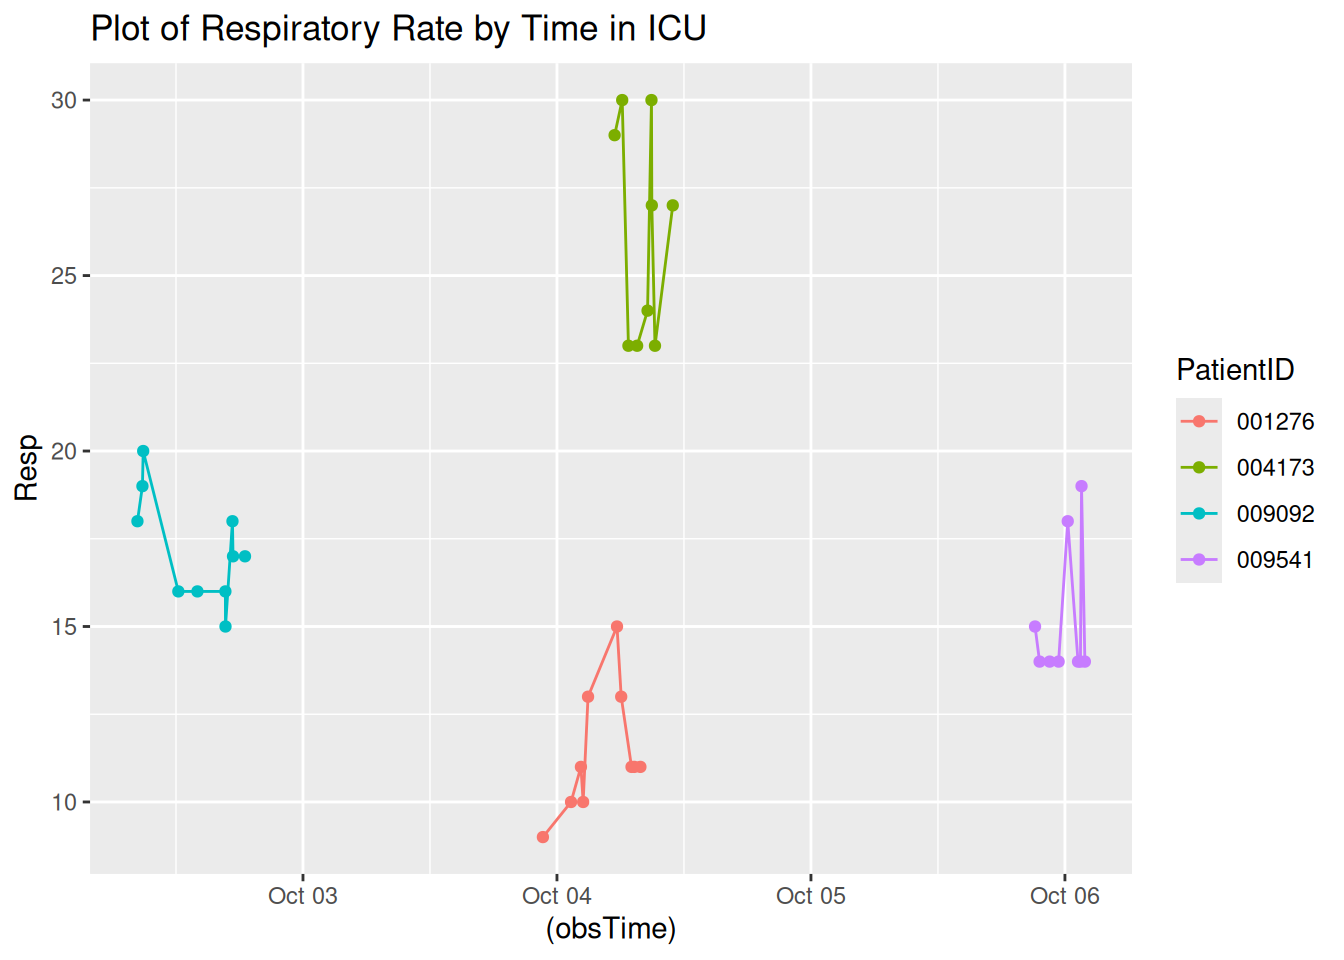 Plot of Respiratory Rate by Time in ICU
30
25
20
15
10
Resp
Oct 03
Oct 04
Oct 05
Oct 06
(obsTime)
PatientID
001276
004173
009092
009541